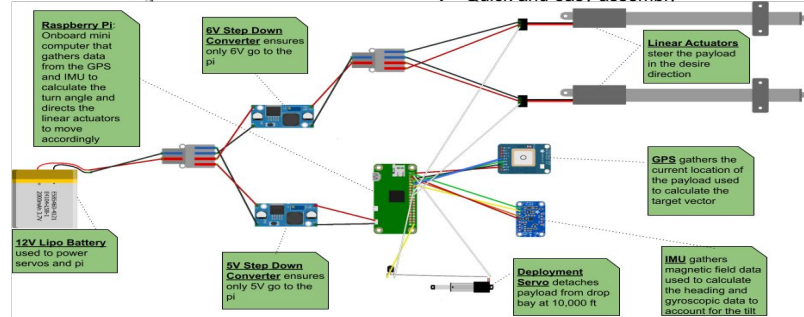 Quick and easy assembly
Raspberry Pi:
Onboard mini
computer that
gathers data
from the GPS
and IMU to
calculate the
turn angle and
directs the
linear actuators
to move
accordingly
6V Step Down
Converter ensures
only 6V go to the
pi
Linear Actuators
steer the payload
in the desire
direction
GPS gathers the
current location of
the payload used
to calculate the
target vector
12V Lipo Battery
used to power
servos and pi
5V Step Down
Converter ensures
only 5V go to the
pi
Deployment
Servo detaches
payload from drop
bay at 10,000 ft
IMU gathers
magnetic field data
used to calculate
the heading and
gyroscopic data to
account for the tilt